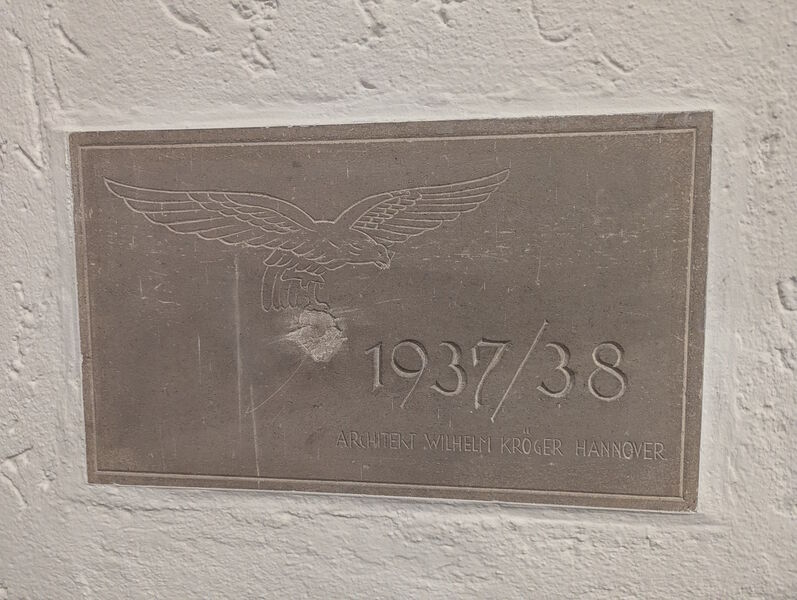 1937/38
ARCHITEKT WILHELM KRÖGER HANNOVER